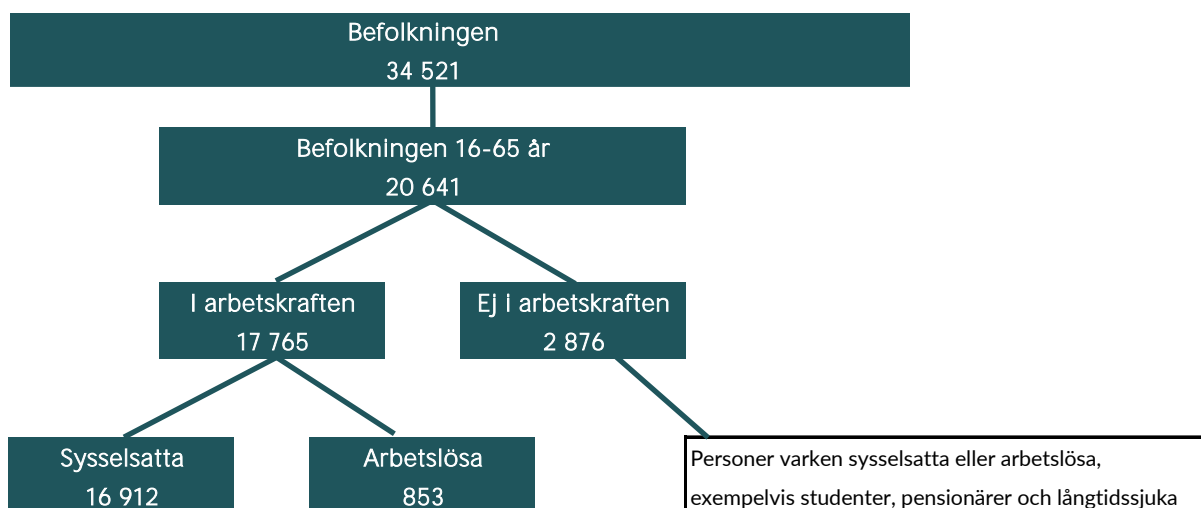 Befolkningen
34 521
Befolkningen 16-65 år
20 641
I arbetskraften
17 765
Ej i arbetskraften
2 876
Sysselsatta
16 912
Arbetslösa
853
Personer varken sysselsatta eller arbetslösa,
exempelvis studenter, pensionärer och långtidssjuka